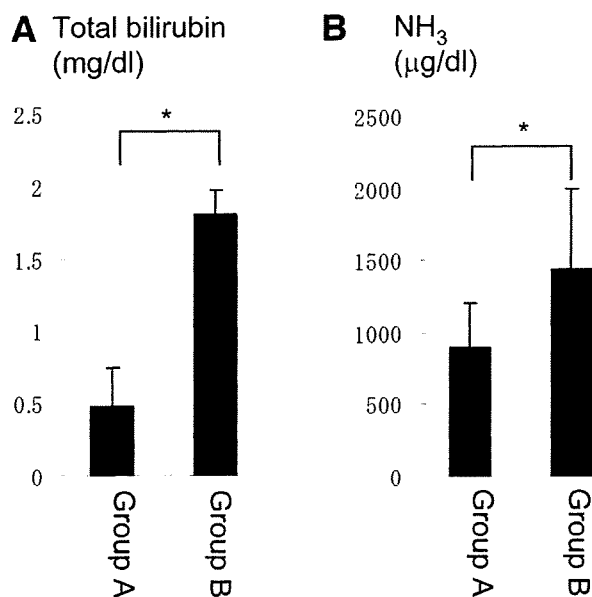 A Total bilirubin
(mg/dl)
2.5
*
2
1.5
1
0.5
0
Group A
Group B
B NH₃
(μg/dl)
2500
*
2000
1500
1000
500
0
Group A
Group B